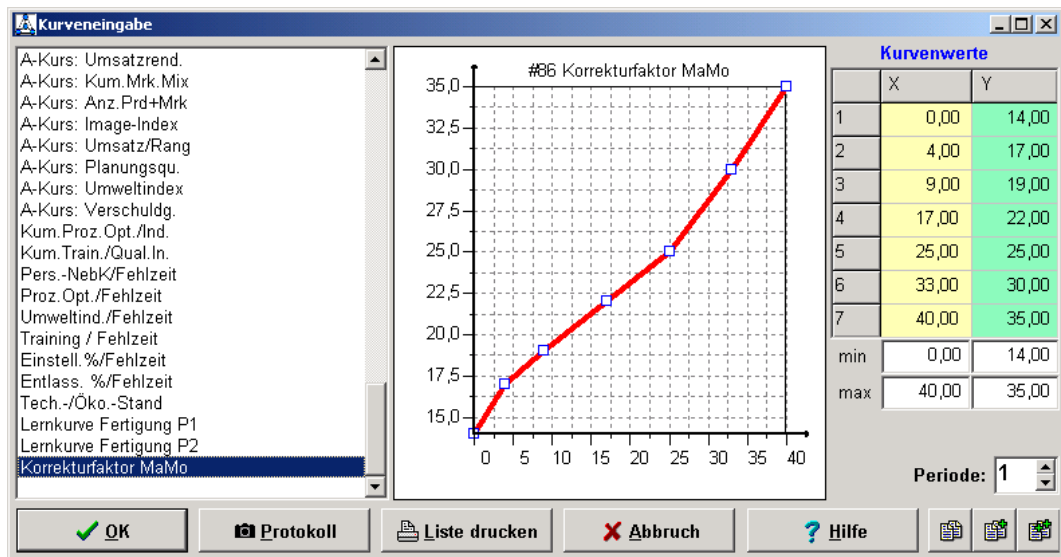 Kurveneingabe
A-Kurs: Umsatzrend.
A-Kurs: Kum.Mrk.Mix
A-Kurs: Anz.Prd+Mrk
A-Kurs: Image-Index
A-Kurs: Umsatz/Rang
A-Kurs: Planungsqu.
A-Kurs: Umweltindex
A-Kurs: Verschuldg.
Kum.Proz.Opt./Ind.
Kum.Train./Qual.In.
Pers.-NebK/Fehlzeit
Proz.Opt./Fehlzeit
Umweltind./Fehlzeit
Training / Fehlzeit
Einstell.%/Fehlzeit
Entlass. %/Fehlzeit
Tech.-/Öko.-Stand
Lernkurve Fertigung P1
Lernkurve Fertigung P2
Korrekturfaktor MaMo
#86 Korrekturfaktor MaMo
35,0
32,5
30,0
27,5
25,0
22,5
20,0
17,5
15,0
0 5 10 15 20 25 30 35 40
Kurvenwerte
X Y
1 0,00 14,00
2 4,00 17,00
3 9,00 19,00
4 17,00 22,00
5 25,00 25,00
6 33,00 30,00
7 40,00 35,00
min 0,00 14,00
max 40,00 35,00
Periode: 1
OK Protokoll Liste drucken Abbruch Hilfe